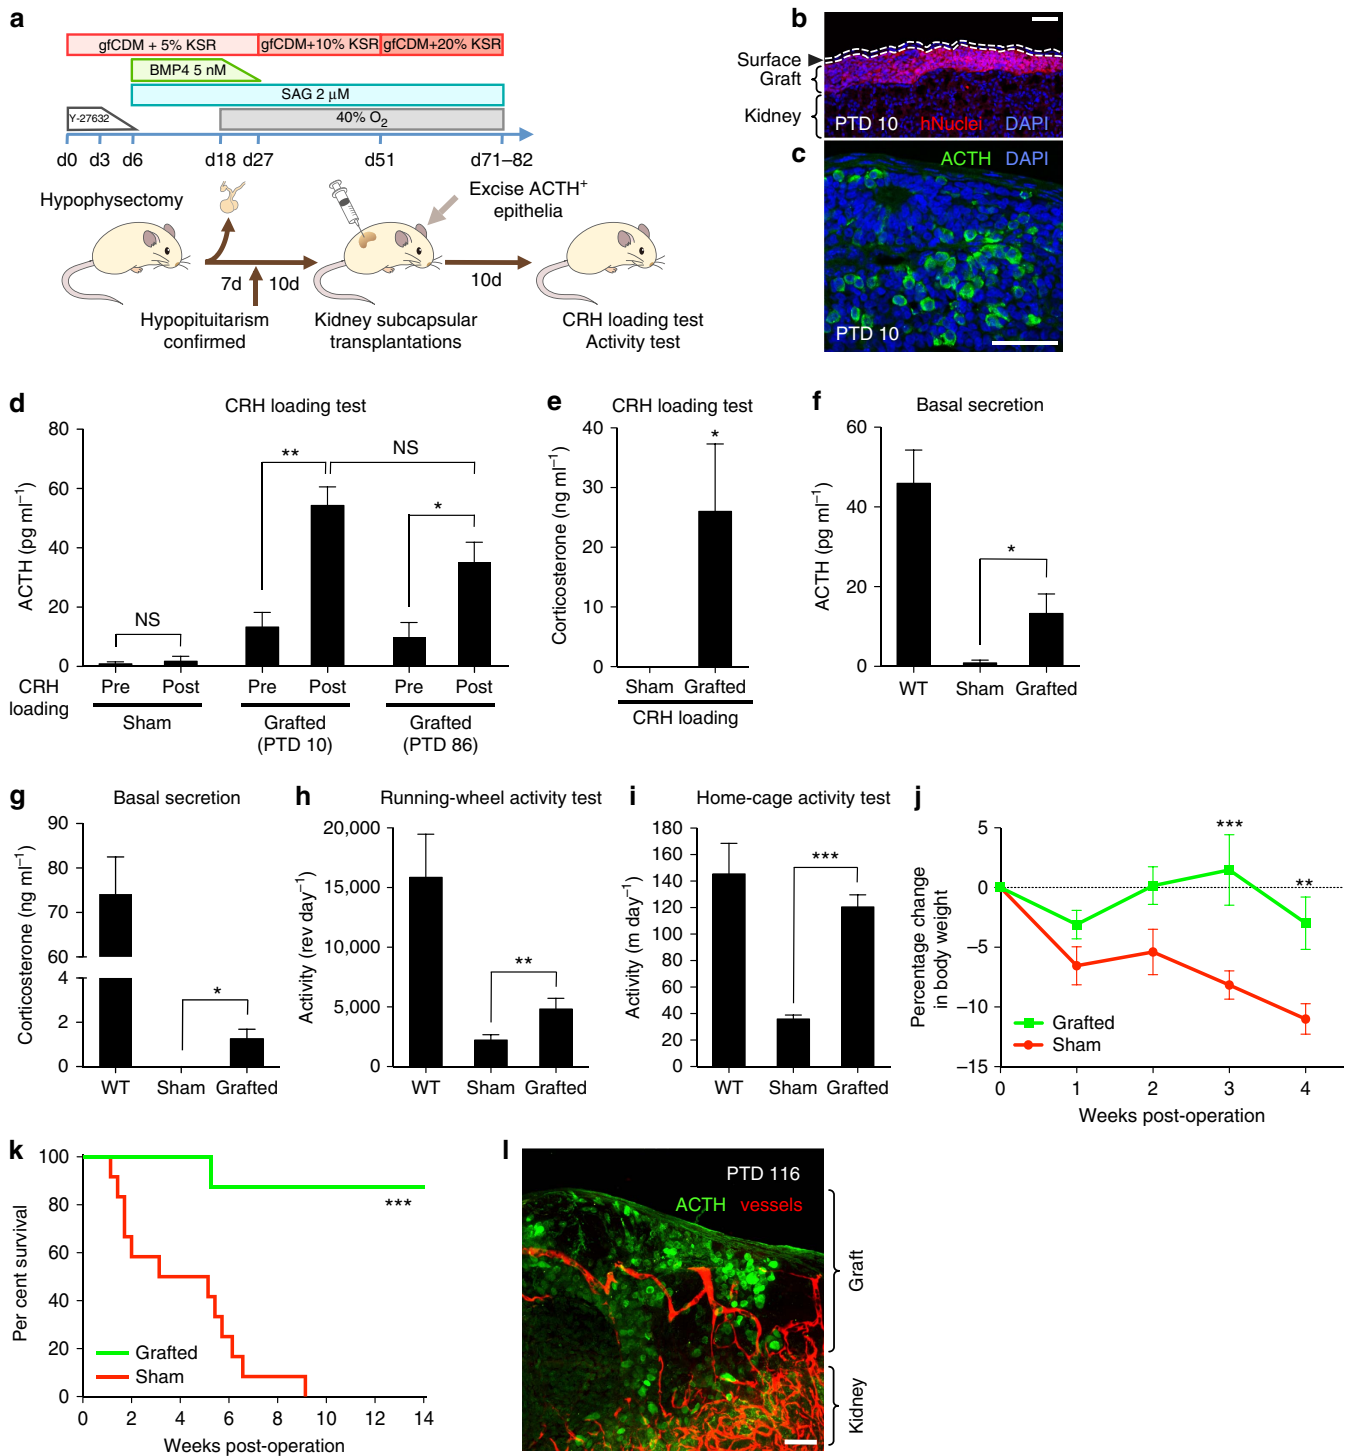 a
gfCDM + 5% KSR
gfCDM+10% KSR
gfCDM+20% KSR
BMP4 5 nM
SAG 2 μM
Y-27632
40% O2
d0 d3 d6 d18 d27 d51 d71–82
Hypophysectomy
Excise ACTH+
epithelia
7d 10d
10d
Hypopituitarism
confirmed
Kidney subcapsular
transplantations
CRH loading test
Activity test
b
Surface
Graft
Kidney
PTD 10 hNuclei DAPI
c
ACTH DAPI
PTD 10
d
CRH loading test
ACTH (pg ml−1)
80
60
40
20
0
NS
**
NS
*
CRH
loading
Pre Post Pre Post Pre Post
Sham
Grafted
(PTD 10)
Grafted
(PTD 86)
e
CRH loading test
Corticosterone (ng ml−1)
40
30
20
10
0
*
Sham Grafted
CRH loading
f
Basal secretion
ACTH (pg ml−1)
60
40
20
0
*
WT Sham Grafted
g
Basal secretion
Corticosterone (ng ml−1)
90
80
70
60
4
2
0
*
WT Sham Grafted
h
Running-wheel activity test
Activity (rev day−1)
20,000
15,000
10,000
5,000
0
**
WT Sham Grafted
i
Home-cage activity test
Activity (m day−1)
180
160
140
120
100
80
60
40
20
0
***
WT Sham Grafted
j
Percentage change
in body weight
5
0
−5
−10
−15
***
**
Grafted
Sham
0 1 2 3 4
Weeks post-operation
k
Per cent survival
100
80
60
40
20
0
***
Grafted
Sham
0 2 4 6 8 10 12 14
Weeks post-operation
l
PTD 116
ACTH vessels
Graft
Kidney